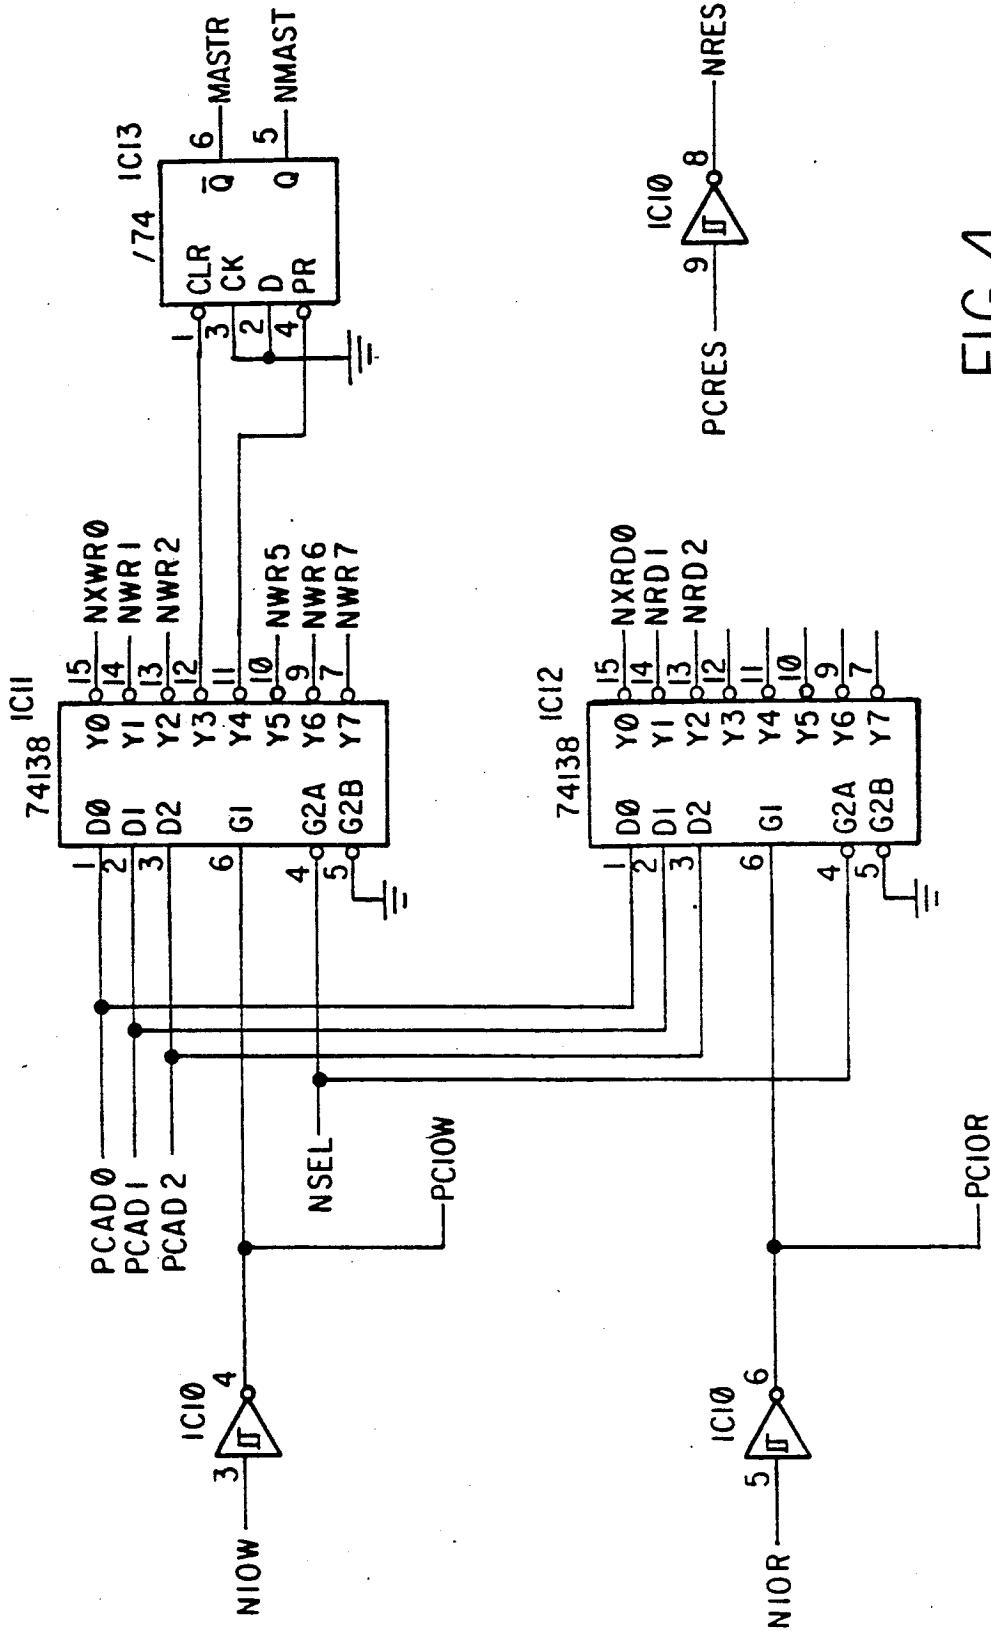 NIOW
3
IC10
4
PCAD0
PCAD1
PCAD2
NSEL
PCIOW
74138
IC11
1 D0
2 D1
3 D2
6 G1
4 G2A
5 G2B
Y0 15 NXWR0
Y1 14 NWR1
Y2 13 NWR2
Y3 12
Y4 11
Y5 10 NWR5
Y6 9 NWR6
Y7 7 NWR7
/74
IC13
1 CLR
3 CK
2 D
4 PR
Q̅ 6 MASTR
Q 5 NMAST
NIOR
5
IC10
6
PCIOR
74138
IC12
1 D0
2 D1
3 D2
6 G1
4 G2A
5 G2B
Y0 15 NXRD0
Y1 14 NRD1
Y2 13 NRD2
Y3 12
Y4 11
Y5 10
Y6 9
Y7 7
PCRES
9
IC10
8
NRES
FIG.4